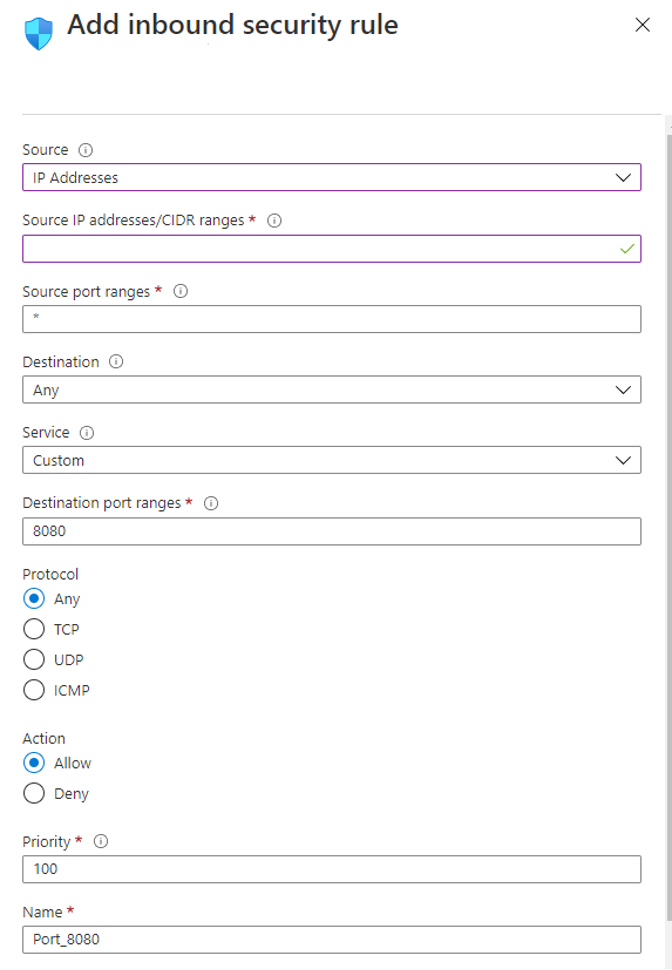 Add inbound security rule
Source
IP Addresses
Source IP addresses/CIDR ranges *
Source port ranges *
*
Destination
Any
Service
Custom
Destination port ranges *
8080
Protocol
Any
TCP
UDP
ICMP
Action
Allow
Deny
Priority *
100
Name *
Port_8080